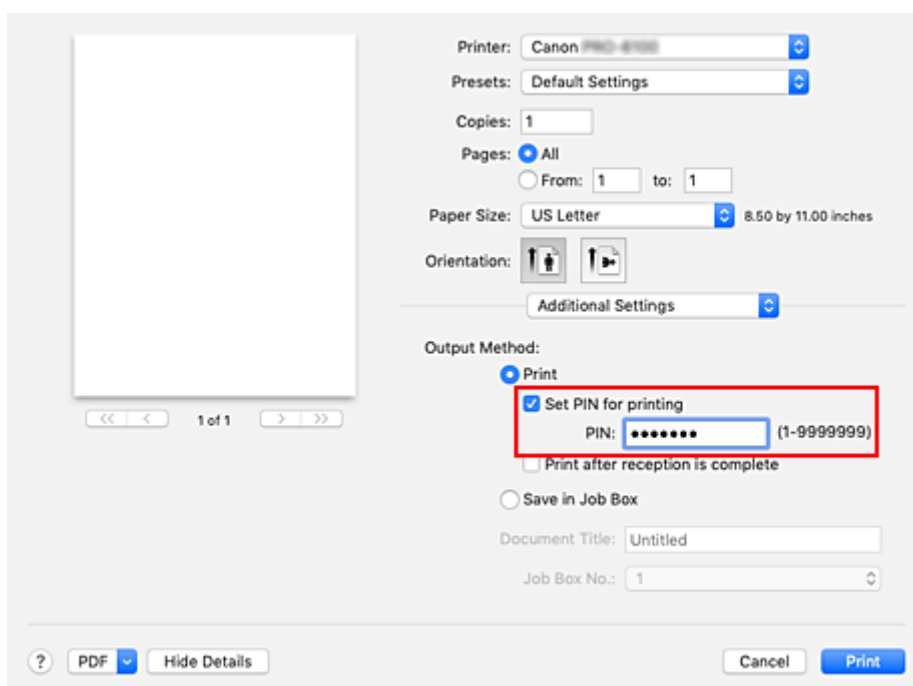 Printer: Canon
Presets: Default Settings
Copies: 1
Pages: All
From: 1 to: 1
Paper Size: US Letter 8.50 by 11.00 inches
Orientation:
Additional Settings
Output Method:
Print
Set PIN for printing
PIN: ••••••• (1-9999999)
Print after reception is complete
Save in Job Box
Document Title: Untitled
Job Box No.: 1
<< < 1 of 1 > >>
? PDF Hide Details Cancel Print